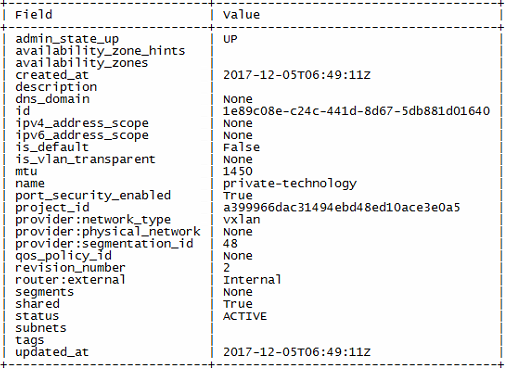 Field | Value
admin_state_up | UP
availability_zone_hints |
availability_zones |
created_at | 2017-12-05T06:49:11Z
description |
dns_domain | None
id | 1e89c08e-c24c-441d-8d67-5db881d01640
ipv4_address_scope | None
ipv6_address_scope | None
is_default | False
is_vlan_transparent | None
mtu | 1450
name | private-technology
port_security_enabled | True
project_id | a399966dac31494ebd48ed10ace3e0a5
provider:network_type | vxlan
provider:physical_network | None
provider:segmentation_id | 48
qos_policy_id | None
revision_number | 2
router:external | Internal
segments | None
shared | True
status | ACTIVE
subnets |
tags |
updated_at | 2017-12-05T06:49:11Z